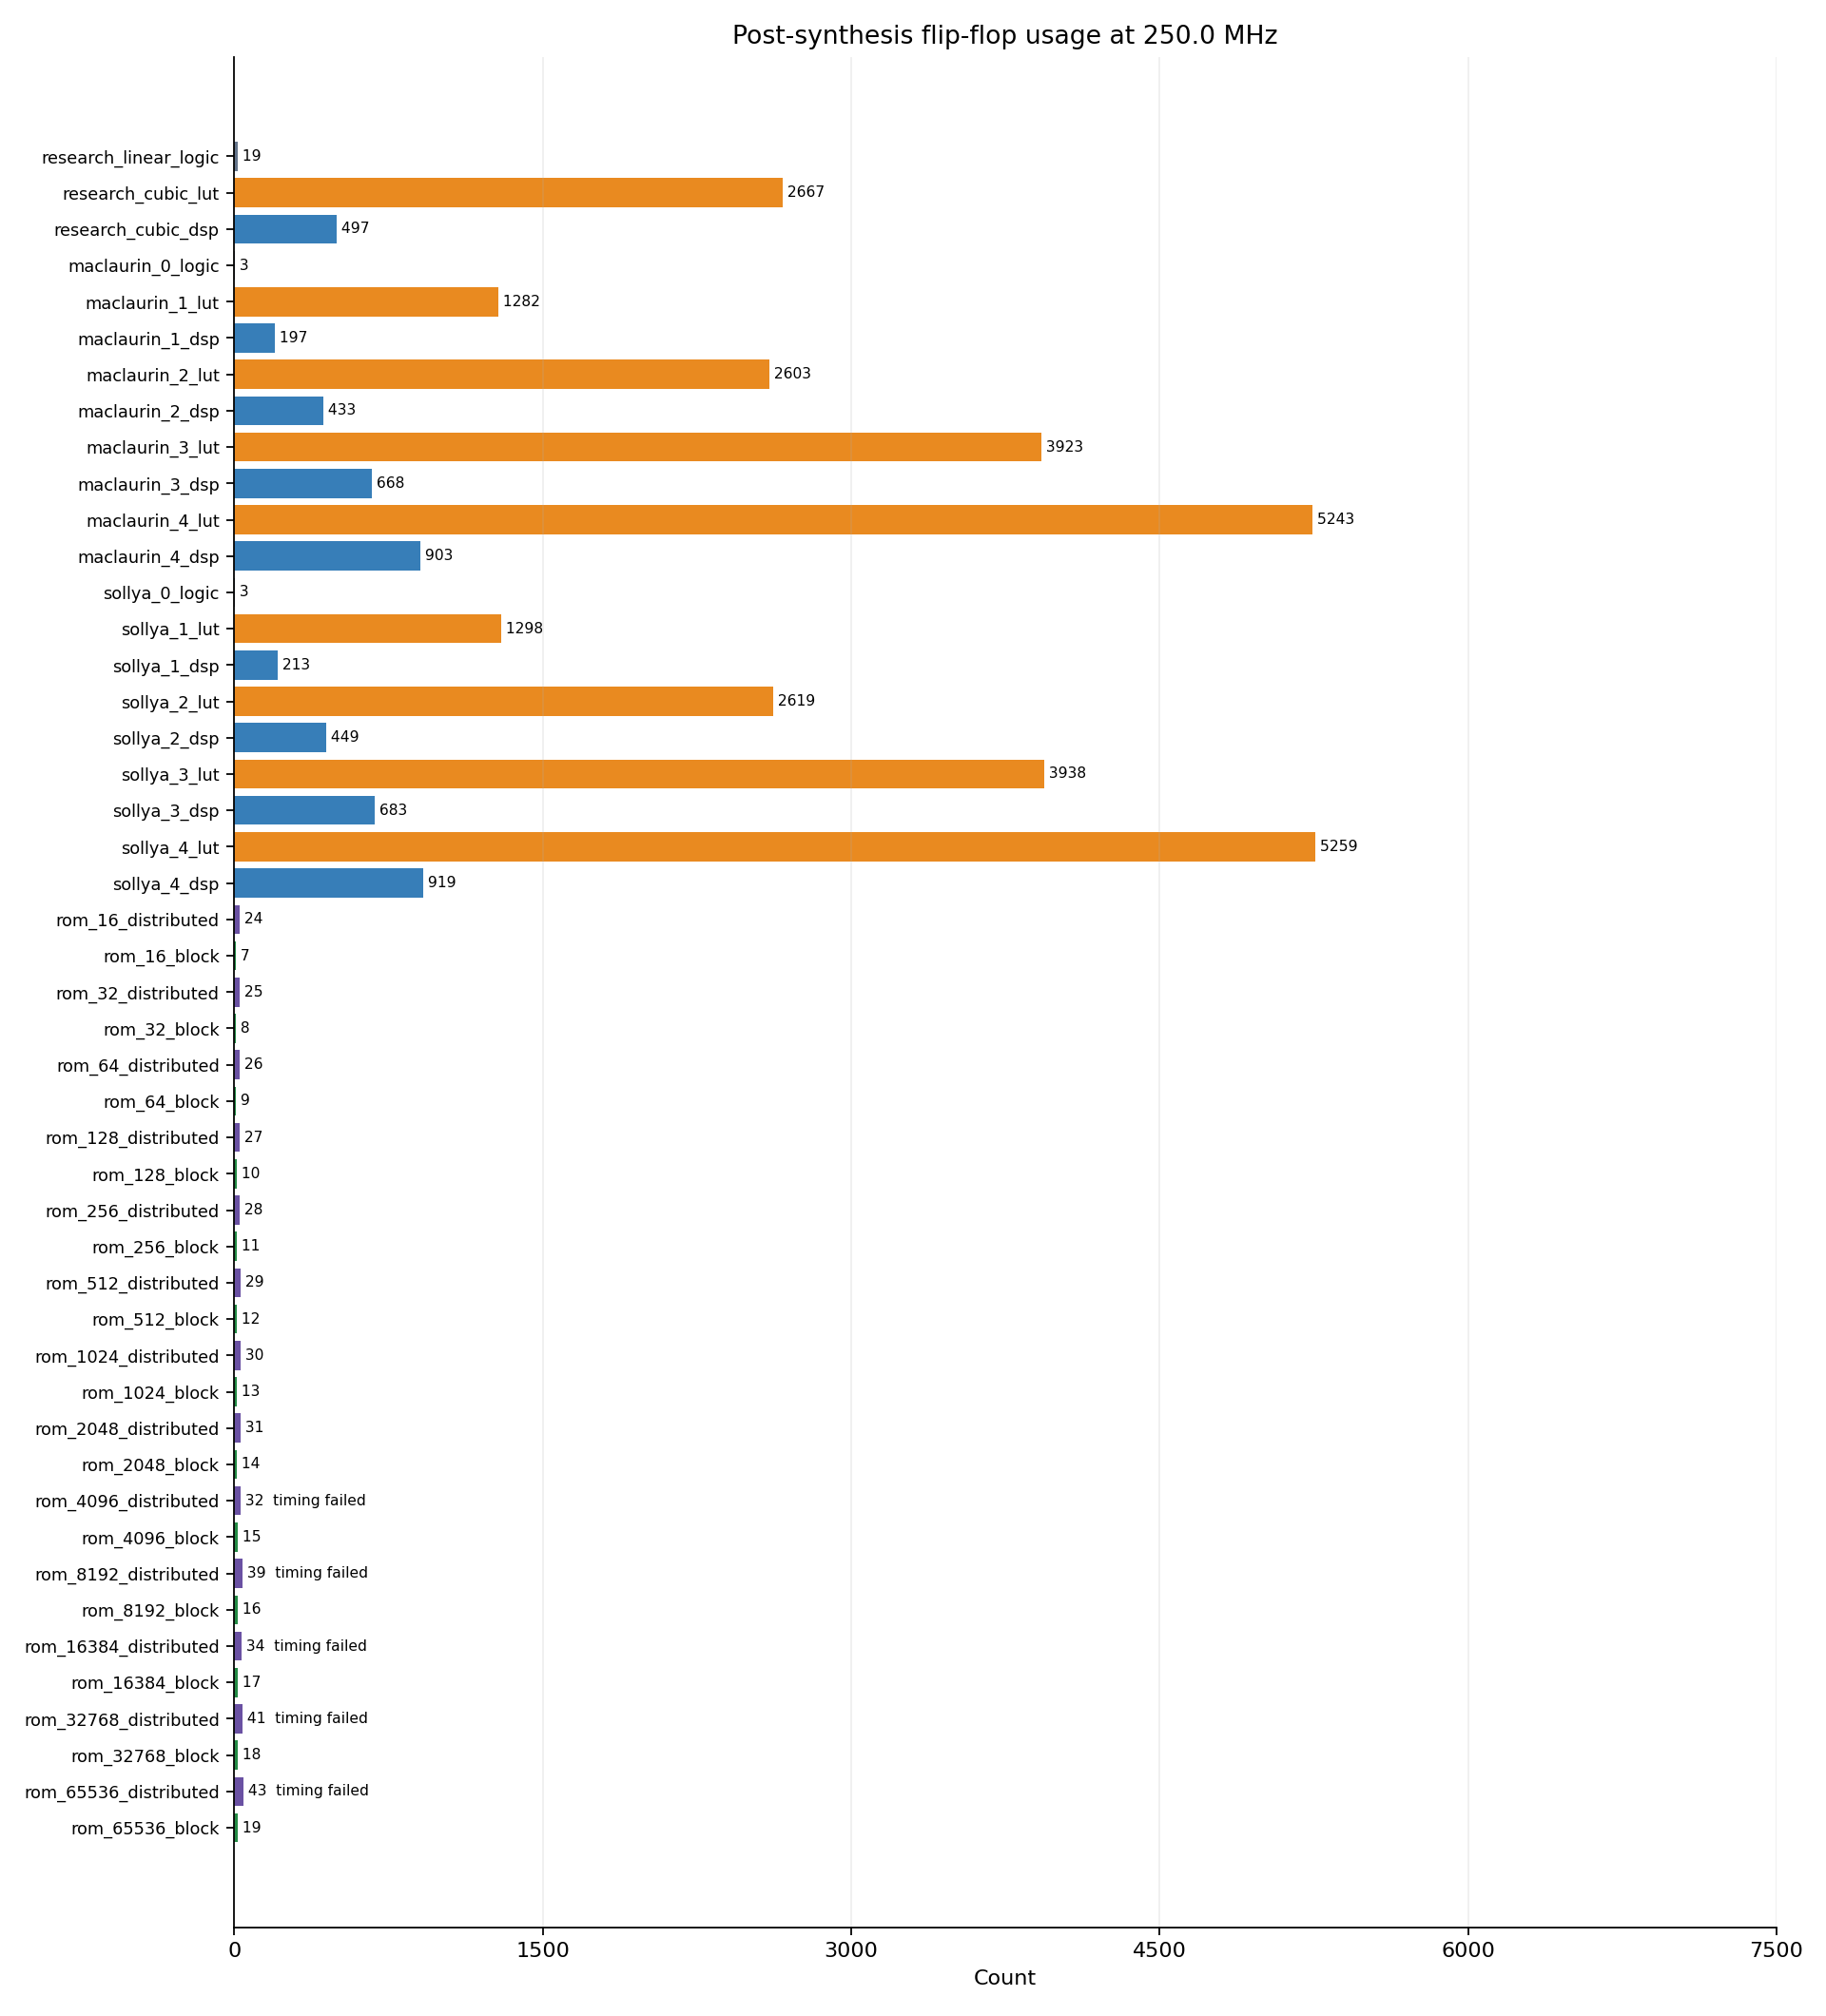 Post-synthesis flip-flop usage at 250.0 MHz
research_linear_logic 19
research_cubic_lut 2667
research_cubic_dsp 497
maclaurin_0_logic 3
maclaurin_1_lut 1282
maclaurin_1_dsp 197
maclaurin_2_lut 2603
maclaurin_2_dsp 433
maclaurin_3_lut 3923
maclaurin_3_dsp 668
maclaurin_4_lut 5243
maclaurin_4_dsp 903
sollya_0_logic 3
sollya_1_lut 1298
sollya_1_dsp 213
sollya_2_lut 2619
sollya_2_dsp 449
sollya_3_lut 3938
sollya_3_dsp 683
sollya_4_lut 5259
sollya_4_dsp 919
rom_16_distributed 24
rom_16_block 7
rom_32_distributed 25
rom_32_block 8
rom_64_distributed 26
rom_64_block 9
rom_128_distributed 27
rom_128_block 10
rom_256_distributed 28
rom_256_block 11
rom_512_distributed 29
rom_512_block 12
rom_1024_distributed 30
rom_1024_block 13
rom_2048_distributed 31
rom_2048_block 14
rom_4096_distributed 32 timing failed
rom_4096_block 15
rom_8192_distributed 39 timing failed
rom_8192_block 16
rom_16384_distributed 34 timing failed
rom_16384_block 17
rom_32768_distributed 41 timing failed
rom_32768_block 18
rom_65536_distributed 43 timing failed
rom_65536_block 19
0 1500 3000 4500 6000 7500
Count